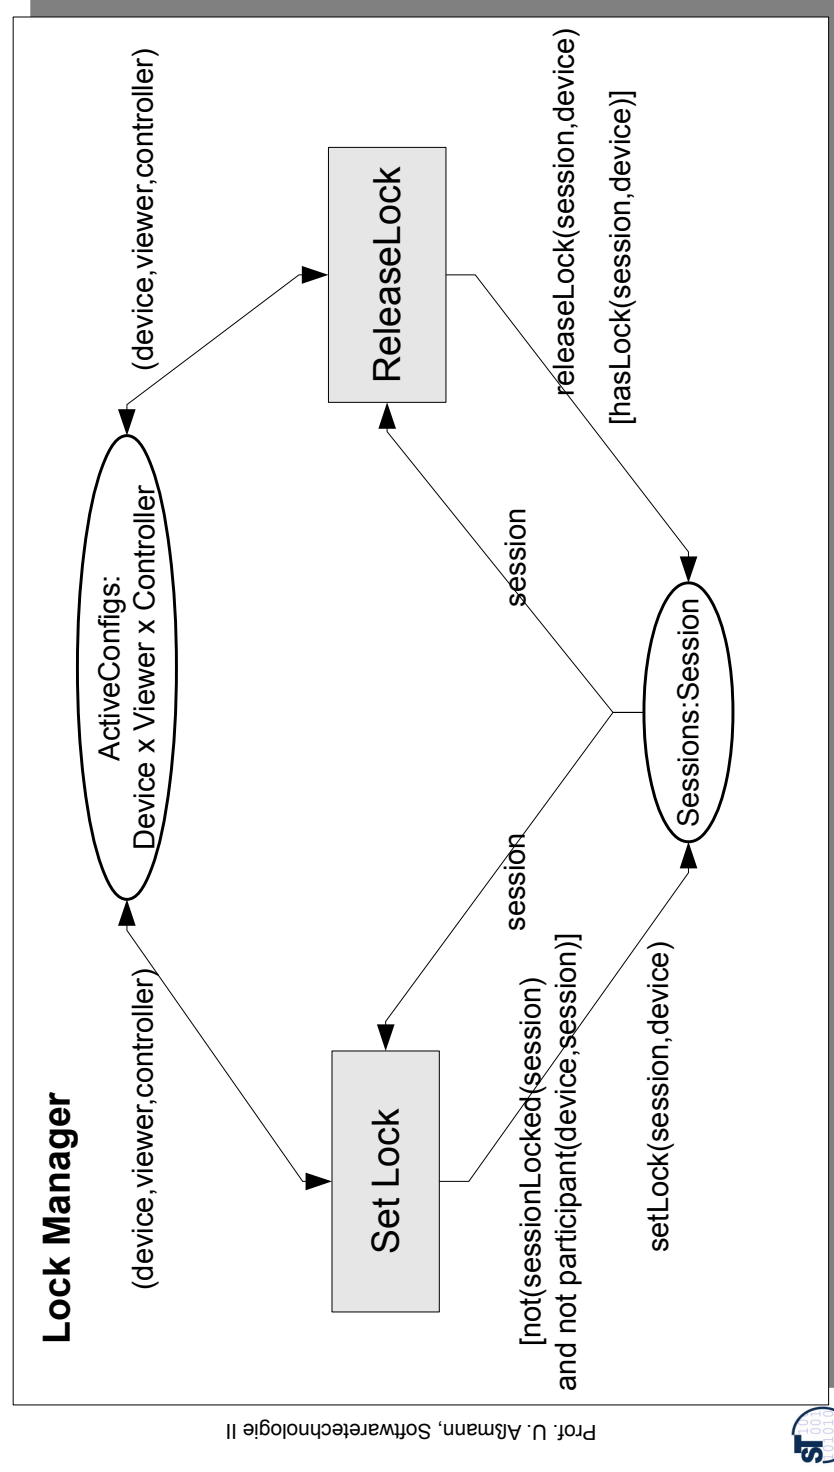 Lock Manager
(device,viewer,controller)
ActiveConfigs:
Device x Viewer x Controller
(device,viewer,controller)
Set Lock
ReleaseLock
session
session
[not(sessionLocked(session)
and not participant(device,session)]
setLock(session,device)
Sessions:Session
releaseLock(session,device)
[hasLock(session,device)]
Prof. U. Aßmann, Softwaretechnologie II
ST